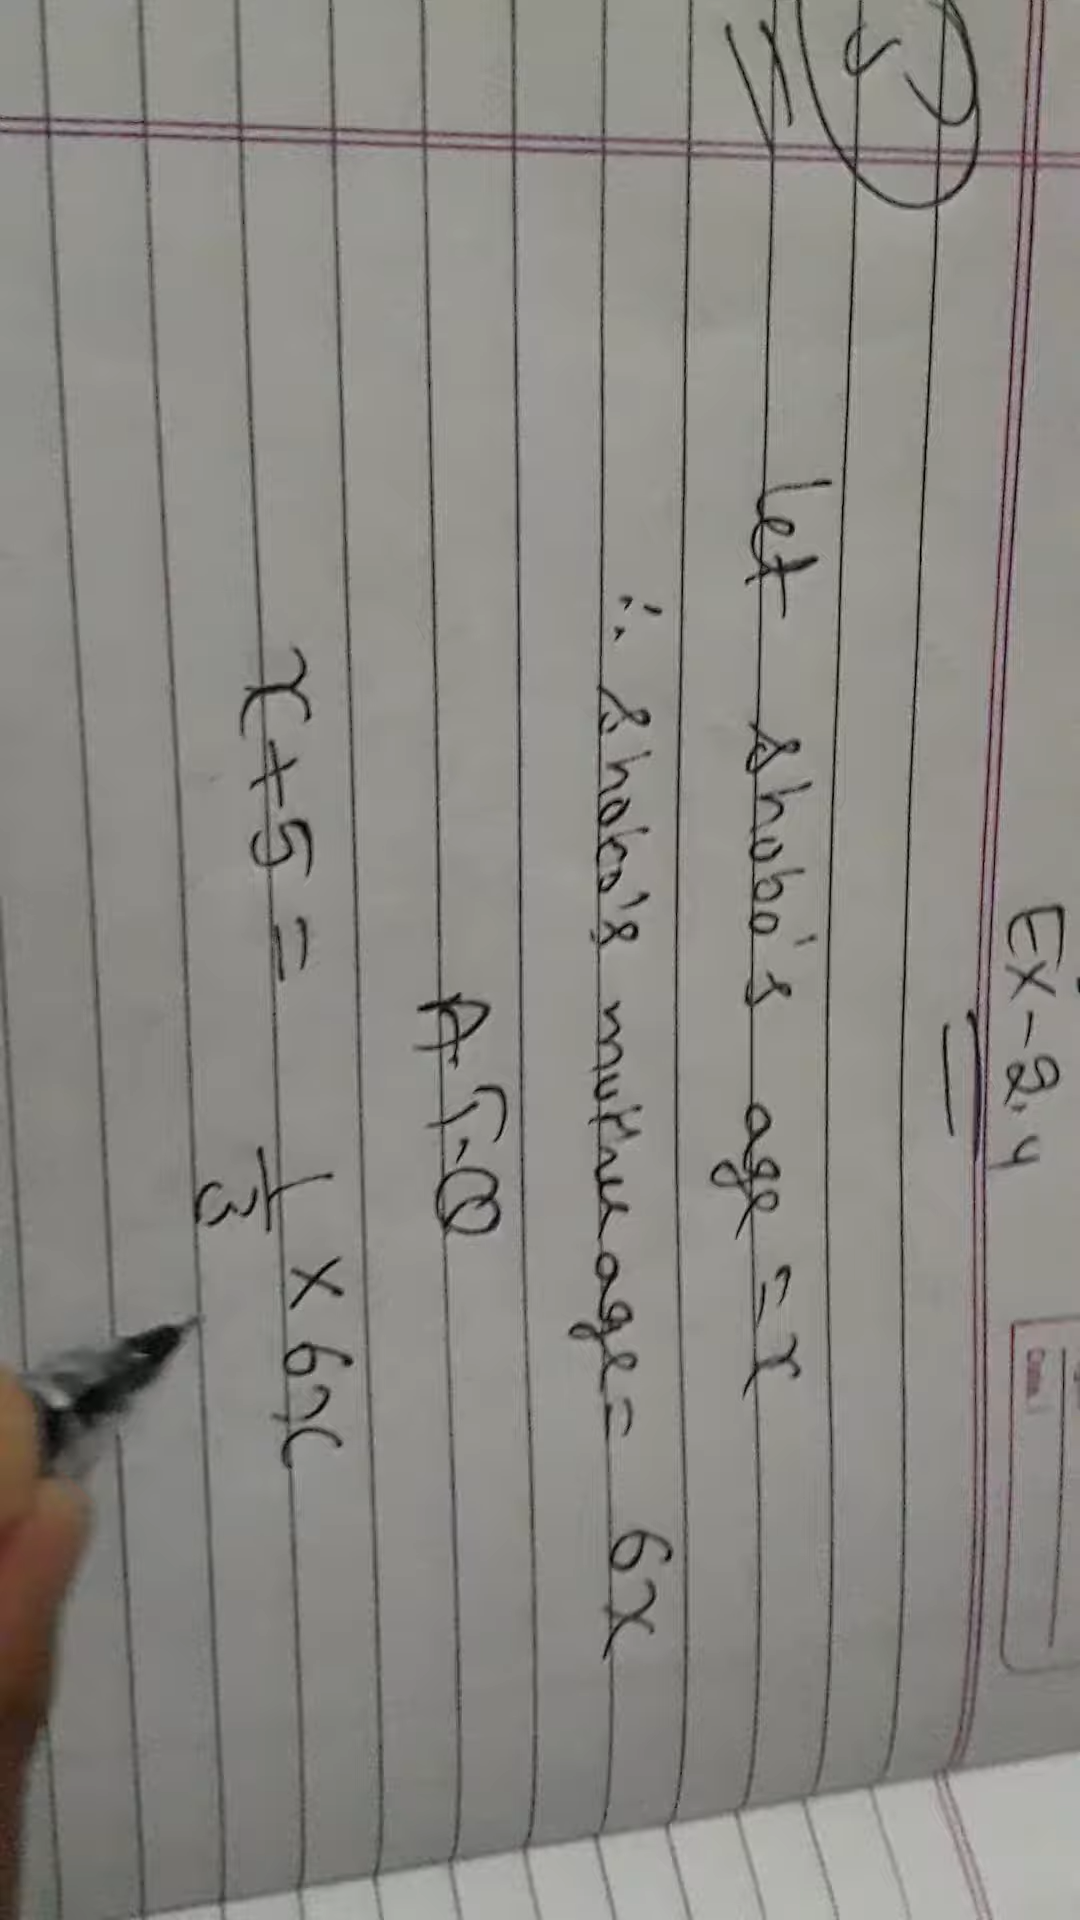 Ex-2.4
let shobo's age = x
∴ shobo's mother age = 6x
A.T.Q
x+5 = 1/3 × 6x